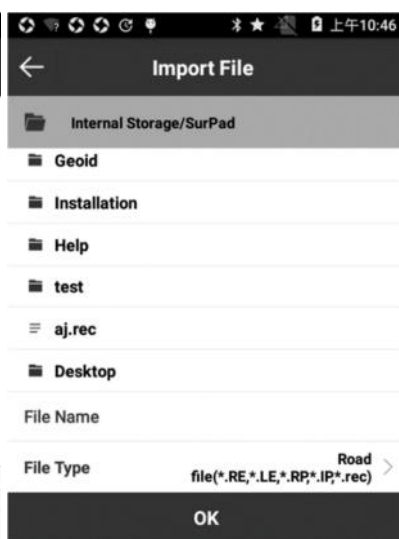 上午10:46
Import File
Internal Storage/SurPad
Geoid
Installation
Help
test
aj.rec
Desktop
File Name
File Type
Road
file(*.RE,*.LE,*.RP,*.IP,*.rec)
OK